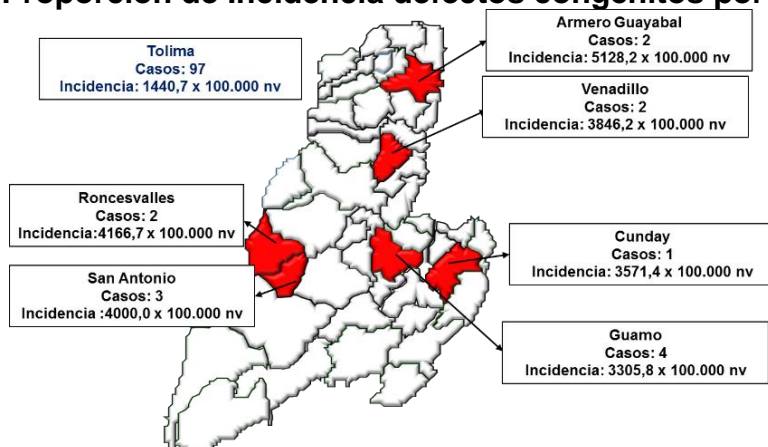 Proporción de incidencia defectos congénitos por
Tolima
Casos: 97
Incidencia: 1440,7 x 100.000 nv
Armero Guayabal
Casos: 2
Incidencia: 5128,2 x 100.000 nv
Venadillo
Casos: 2
Incidencia: 3846,2 x 100.000 nv
Roncesvalles
Casos: 2
Incidencia:4166,7 x 100.000 nv
San Antonio
Casos: 3
Incidencia :4000,0 x 100.000 nv
Cunday
Casos: 1
Incidencia: 3571,4 x 100.000 nv
Guamo
Casos: 4
Incidencia: 3305,8 x 100.000 nv